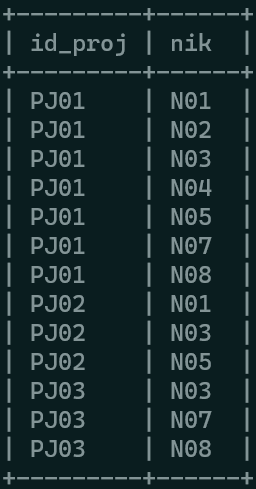 +---------+------+
| id_proj | nik  |
+---------+------+
| PJ01    | N01  |
| PJ01    | N02  |
| PJ01    | N03  |
| PJ01    | N04  |
| PJ01    | N05  |
| PJ01    | N07  |
| PJ01    | N08  |
| PJ02    | N01  |
| PJ02    | N03  |
| PJ02    | N05  |
| PJ03    | N03  |
| PJ03    | N07  |
| PJ03    | N08  |
+---------+------+